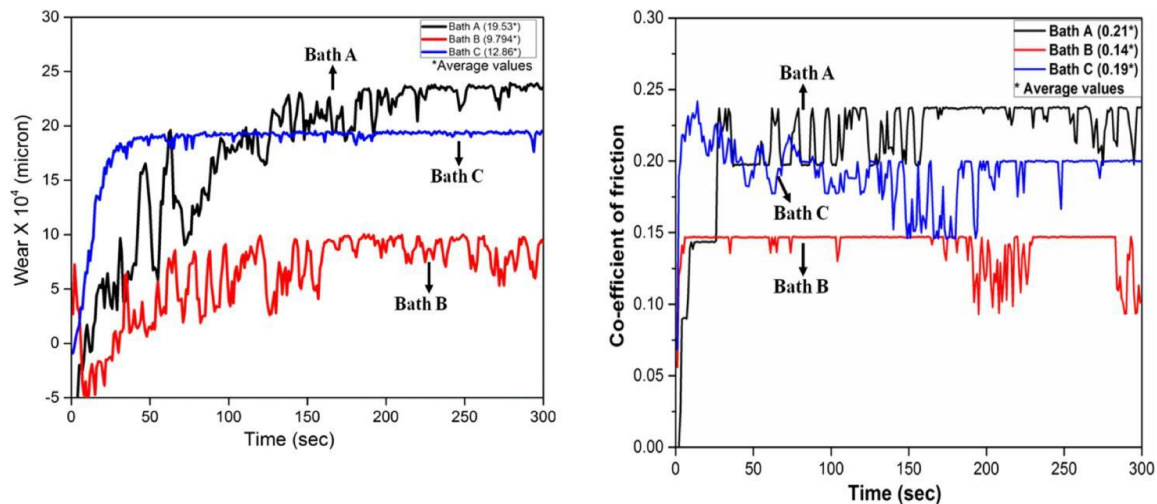 30
25
20
15
10
5
0
-5
Wear X 10⁴ (micron)
Bath A (19.53*)
Bath B (9.794*)
Bath C (12.86*)
*Average values
Bath A
Bath C
Bath B
0 50 100 150 200 250 300
Time (sec)
0.30
0.25
0.20
0.15
0.10
0.05
0.00
Co-efficient of friction
Bath A (0.21*)
Bath B (0.14*)
Bath C (0.19*)
* Average values
Bath A
Bath C
Bath B
0 50 100 150 200 250 300
Time (sec)